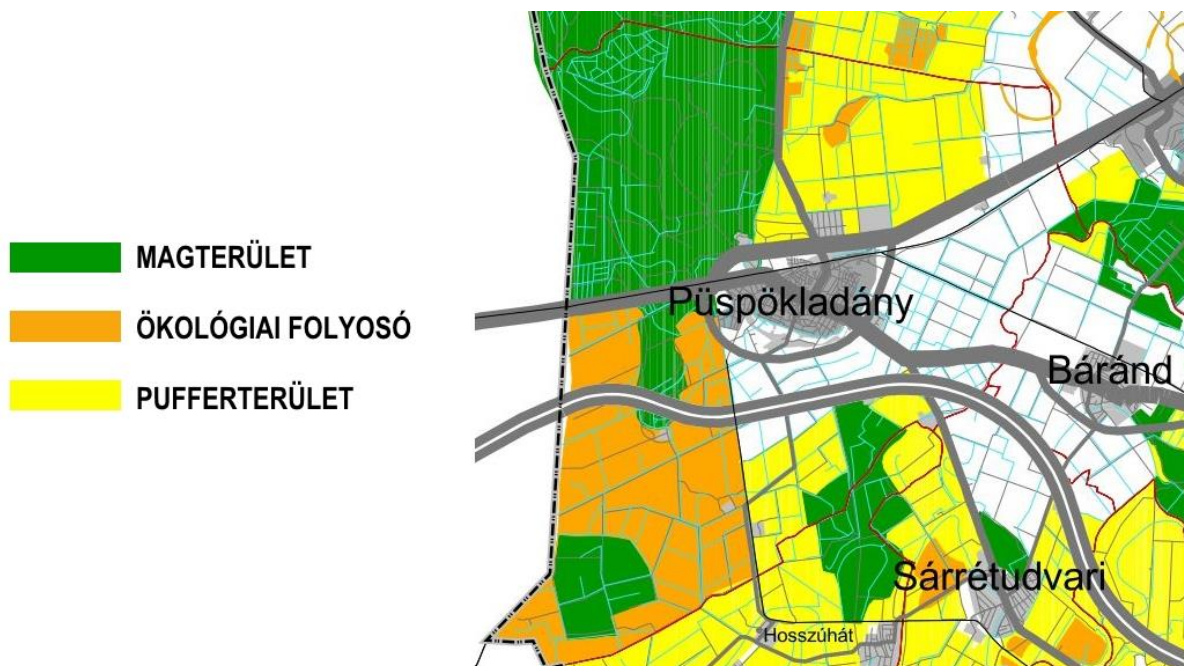 MAGTERÜLET
ÖKOLÓGIAI FOLYOSÓ
PUFFERTERÜLET
Püspökladány
Báránd
Sárrétudvari
Hosszúhát